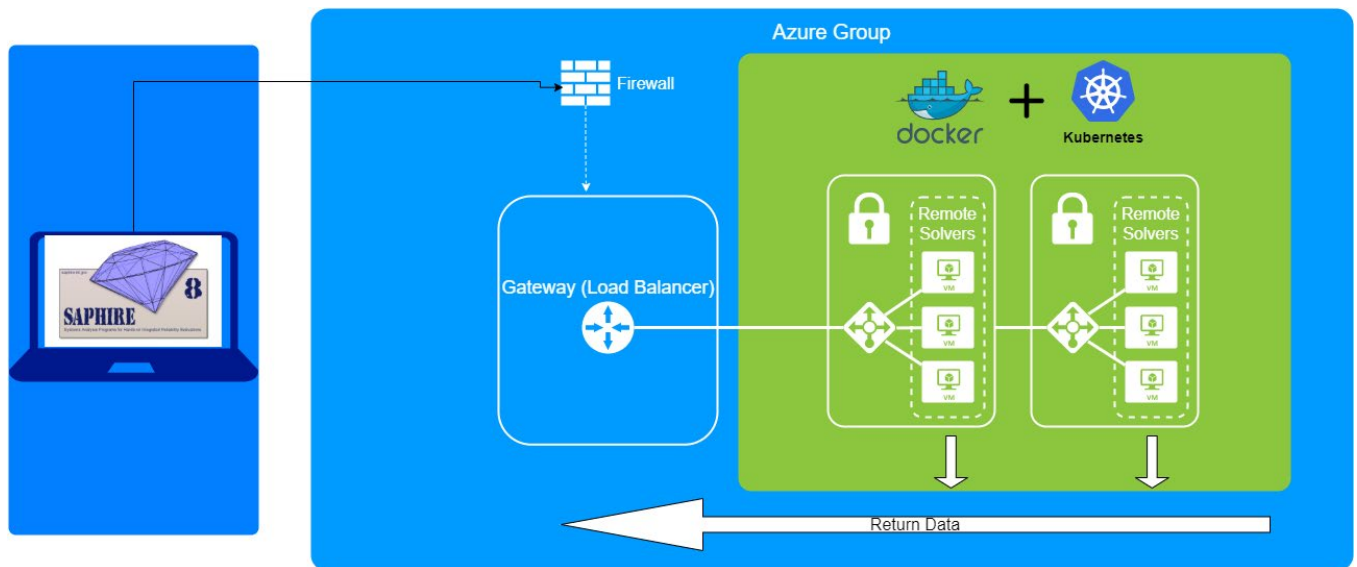 Azure Group
Firewall
docker
+
Kubernetes
Remote
Solvers
Remote
Solvers
VM
VM
VM
VM
VM
VM
Gateway (Load Balancer)
8
SAPHIRE
Return Data